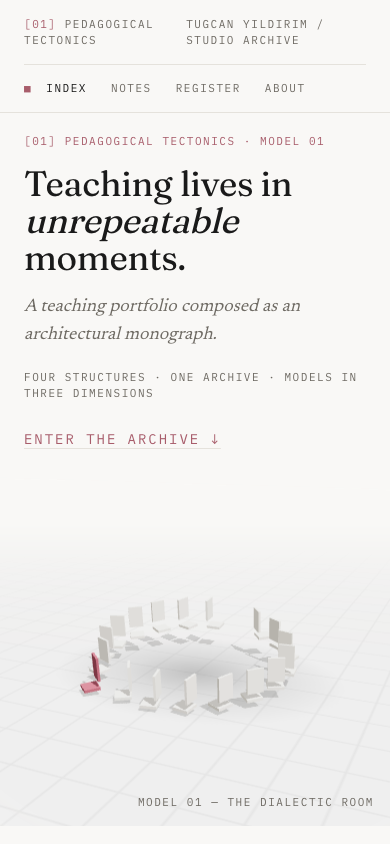 [01] PEDAGOGICAL TECTONICS
TUGCAN YILDIRIM / STUDIO ARCHIVE
INDEX NOTES REGISTER ABOUT
[01] PEDAGOGICAL TECTONICS · MODEL 01
Teaching lives in
unrepeatable
moments.
A teaching portfolio composed as an
architectural monograph.
FOUR STRUCTURES · ONE ARCHIVE · MODELS IN
THREE DIMENSIONS
ENTER THE ARCHIVE ↓
MODEL 01 — THE DIALECTIC ROOM